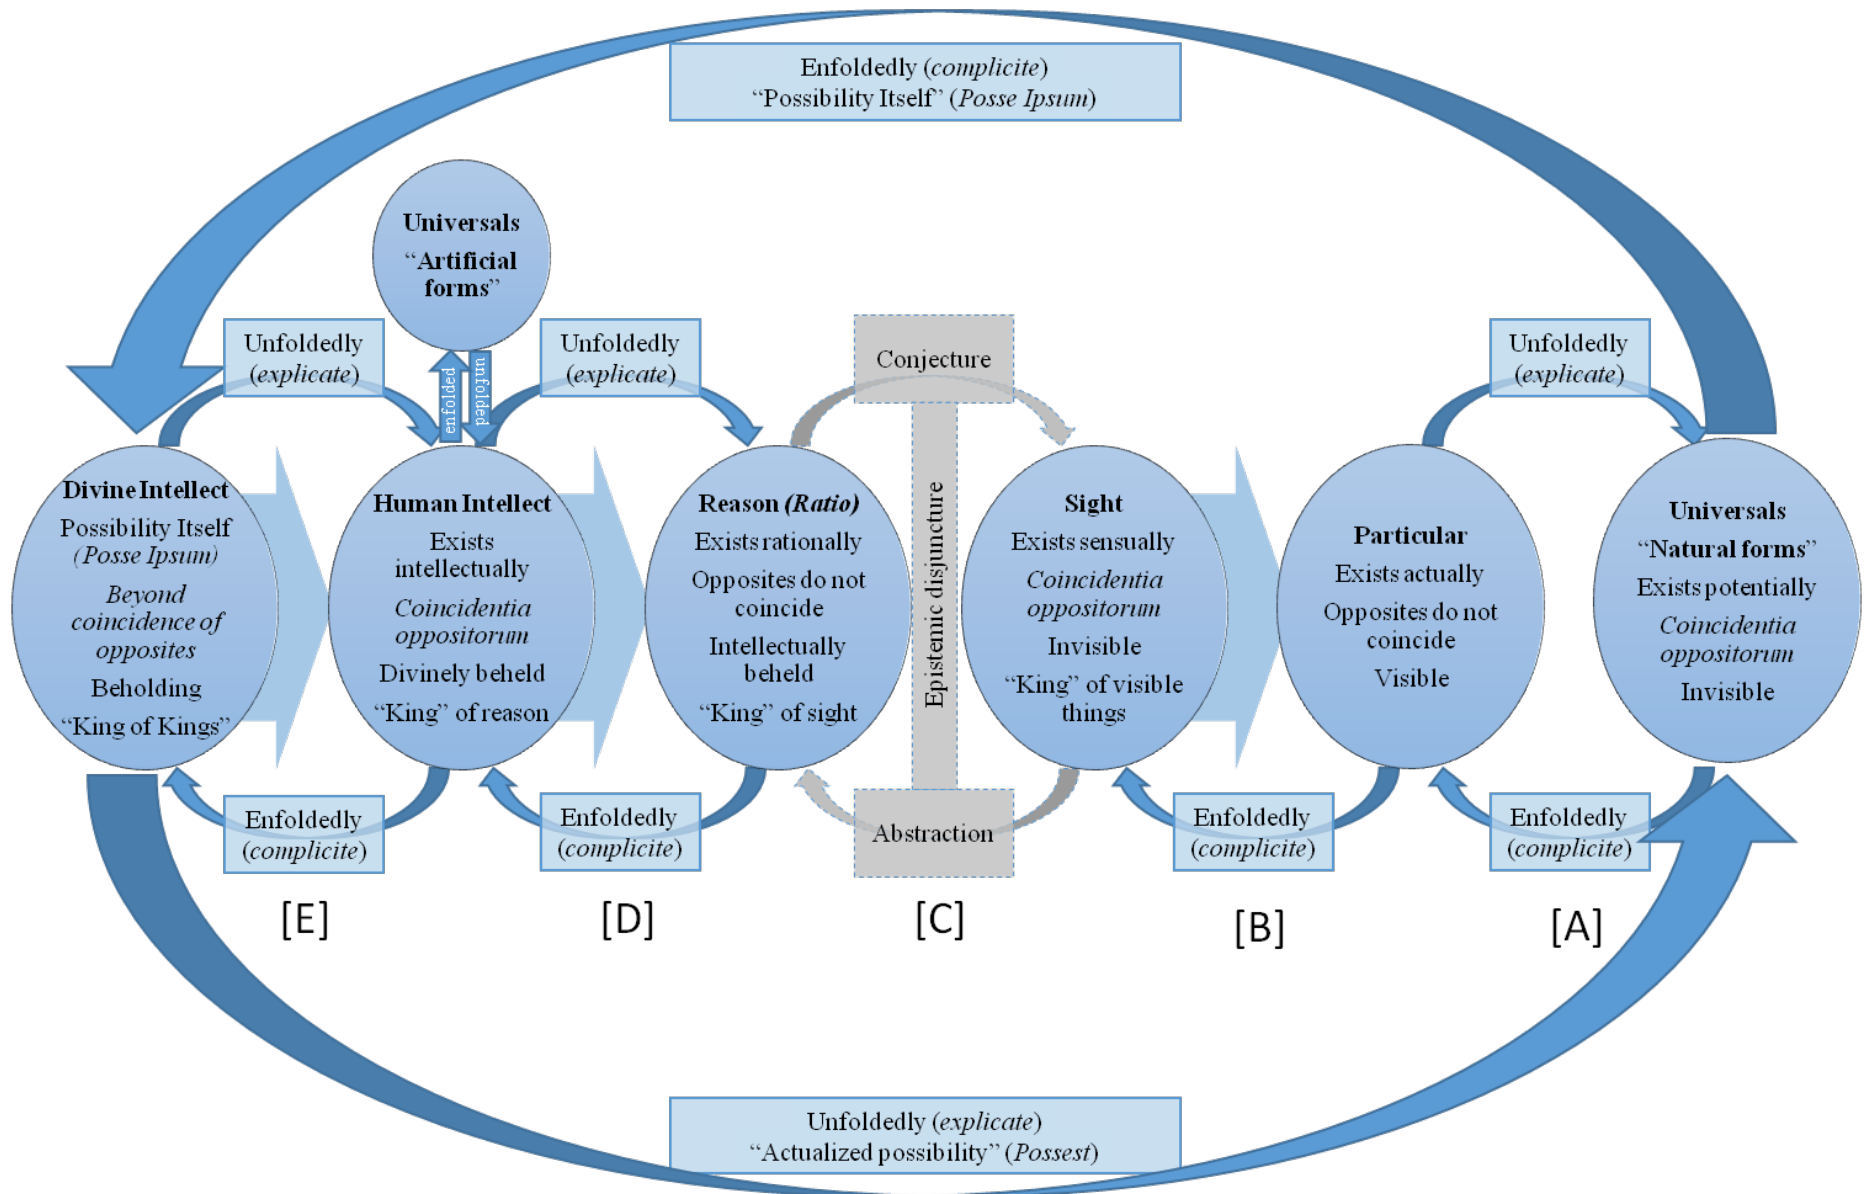 Enfoldedly (complicite)
“Possibility Itself” (Posse Ipsum)
Universals
“Artificial
forms”
Unfoldedly
(explicate)
enfolded
unfolded
Unfoldedly
(explicate)
Conjecture
Unfoldedly
(explicate)
Divine Intellect
Possibility Itself
(Posse Ipsum)
Beyond
coincidence of
opposites
Beholding
“King of Kings”
Human Intellect
Exists
intellectually
Coincidentia
oppositorum
Divinely beheld
“King” of reason
Reason (Ratio)
Exists rationally
Opposites do not
coincide
Intellectually
beheld
“King” of sight
Epistemic disjuncture
Sight
Exists sensually
Coincidentia
oppositorum
Invisible
“King” of visible
things
Particular
Exists actually
Opposites do not
coincide
Visible
Universals
“Natural forms”
Exists potentially
Coincidentia
oppositorum
Invisible
Enfoldedly
(complicite)
Enfoldedly
(complicite)
Abstraction
Enfoldedly
(complicite)
Enfoldedly
(complicite)
[E]
[D]
[C]
[B]
[A]
Unfoldedly (explicate)
“Actualized possibility” (Possest)